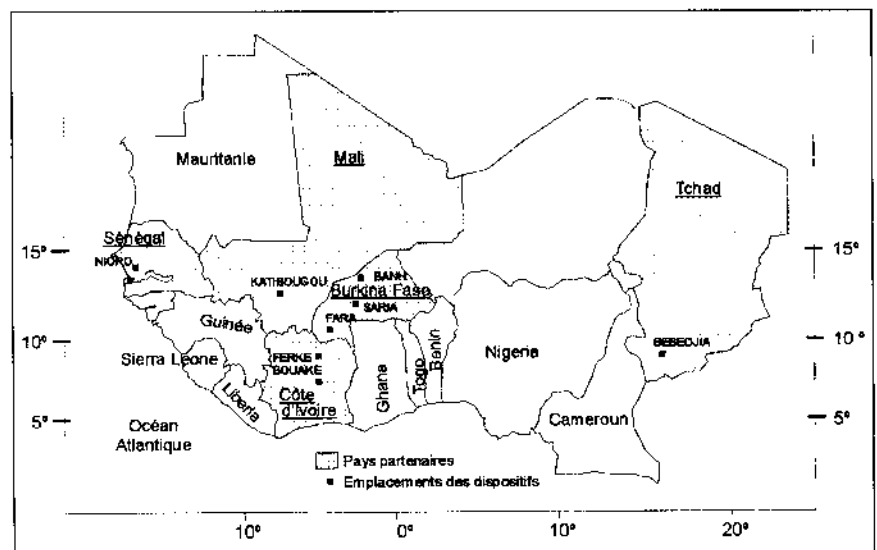 Mauritanie
Mali
Tchad
Sénégal
15°
15°
NIORO
KATIBOUGOU
BANH
Burkina Faso
SARIA
FARA
Guinée
10°
10°
BEBEDJIA
Sierra Leone
FERKE
BOUAKE
Nigeria
Ghana
Togo
Benin
Liberia
Côte
d'Ivoire
Cameroun
5°
5°
Océan
Atlantique
Pays partenaires
Emplacements des dispositifs
10°
0°
10°
20°